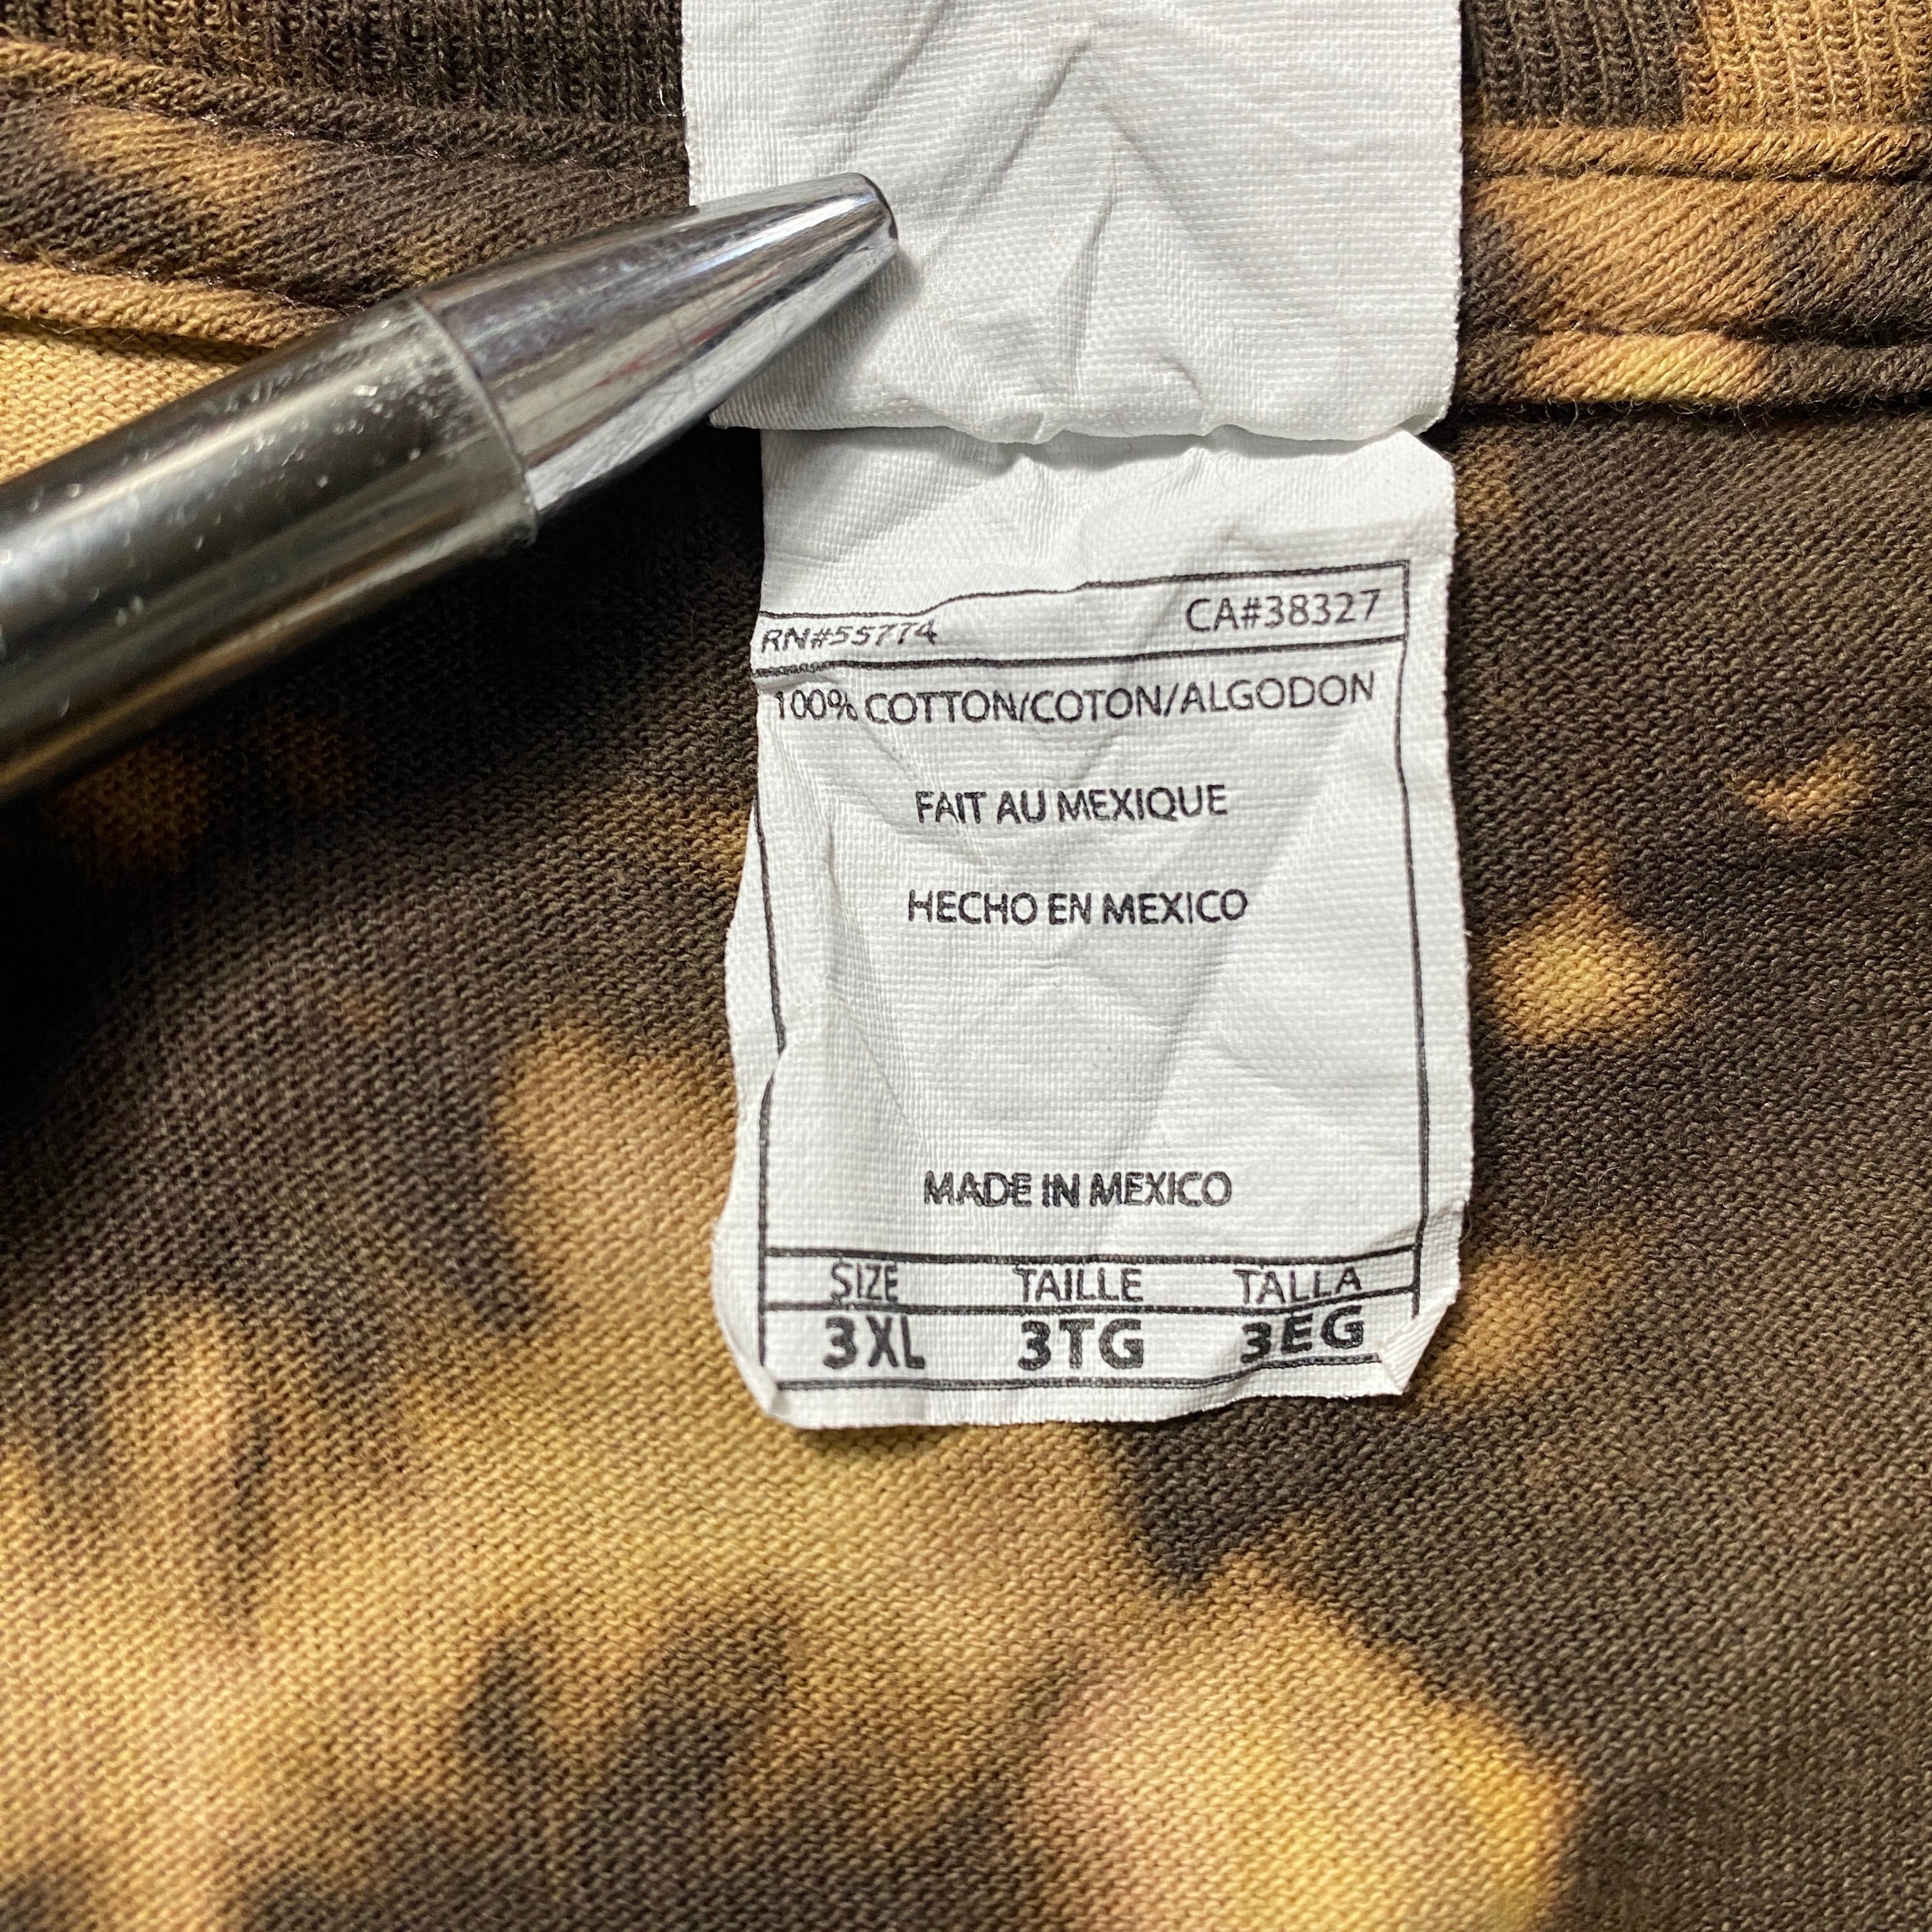 RN#55774 CA#38327
100% COTTON/COTON/ALGODON
FAIT AU MEXIQUE
HECHO EN MEXICO
MADE IN MEXICO
SIZE TAILLE TALLA
3XL 3TG 3EG